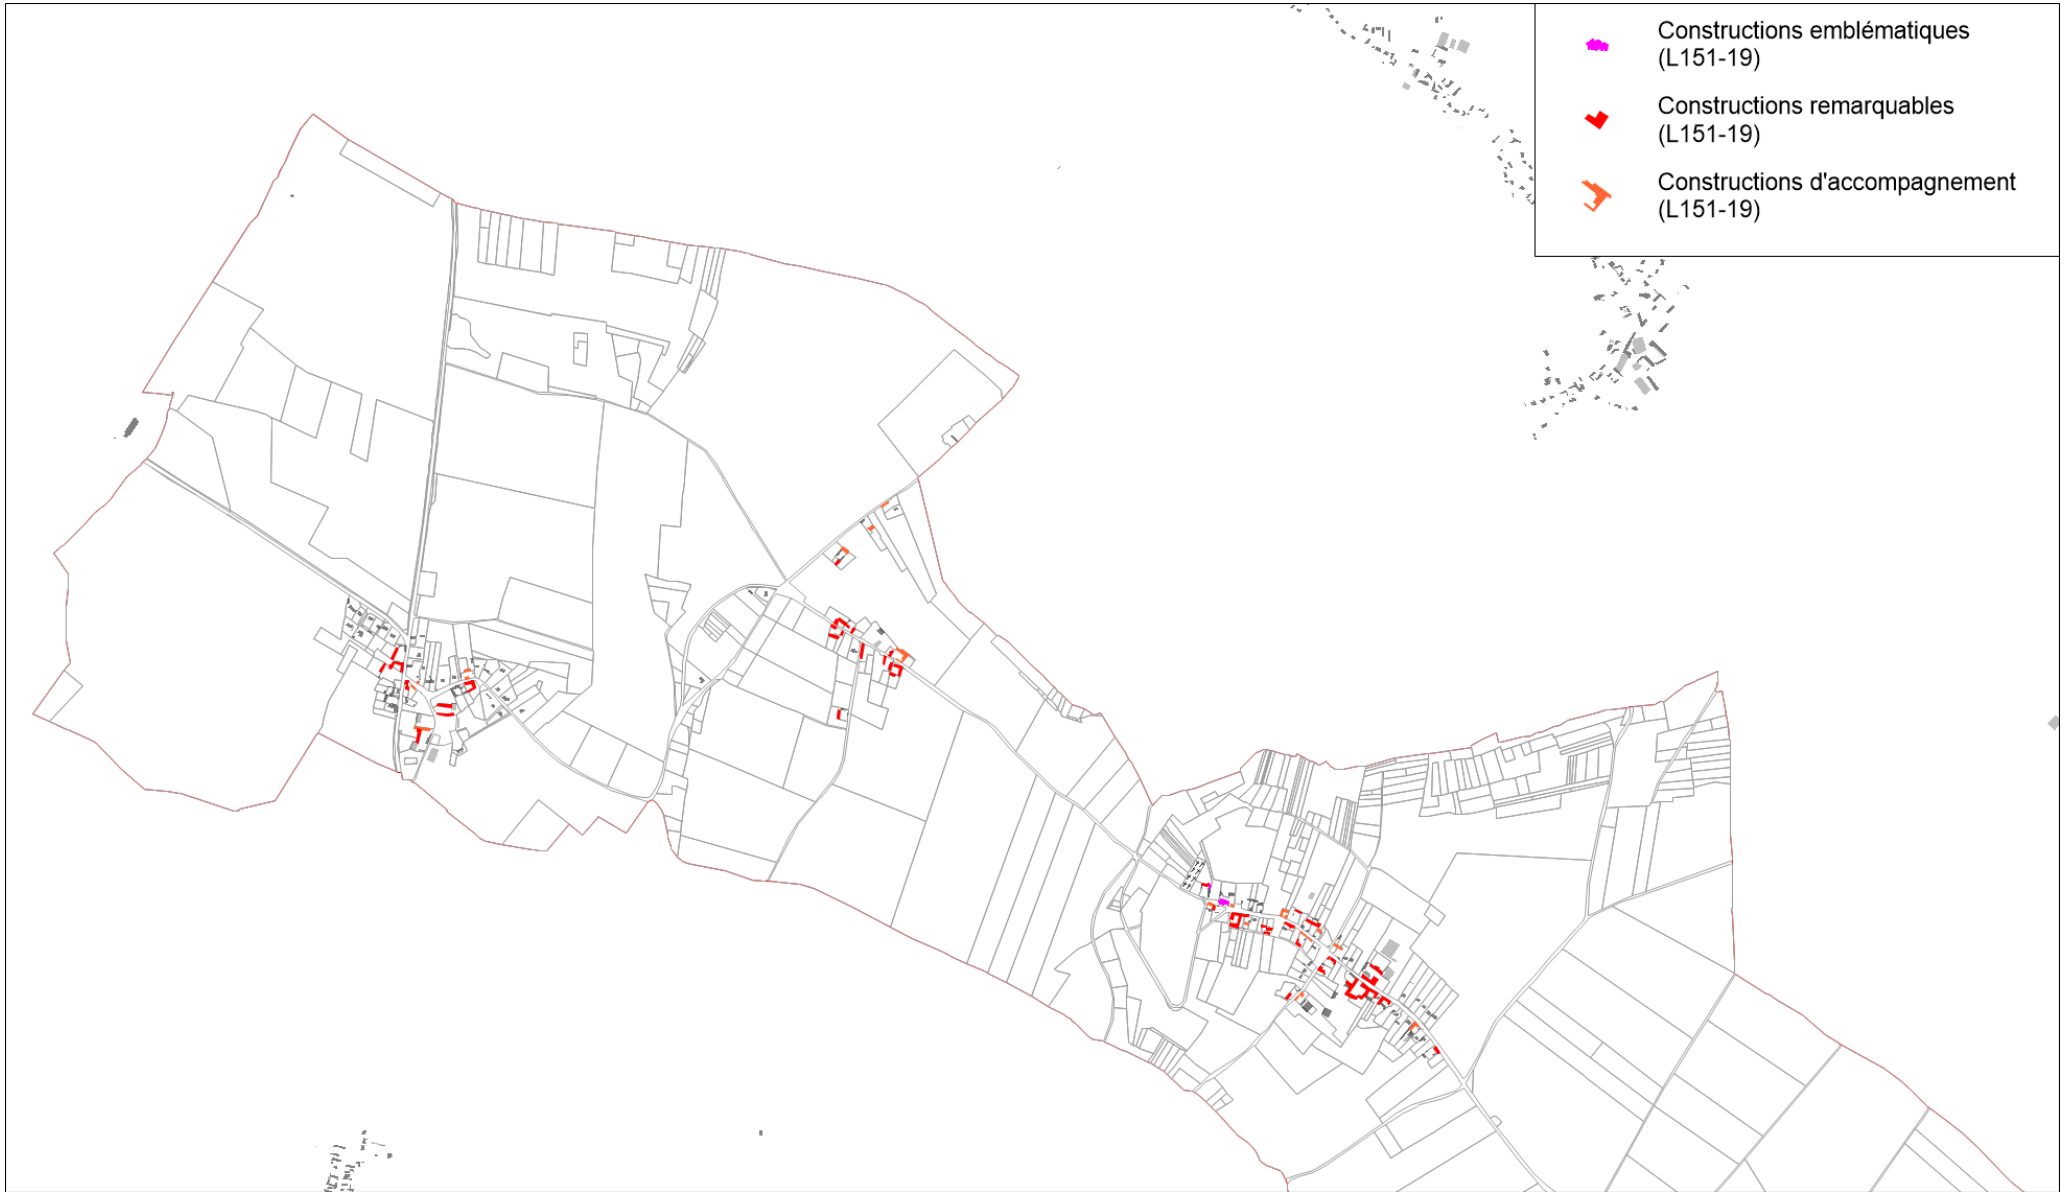 Constructions emblématiques
(L151-19)
Constructions remarquables
(L151-19)
Constructions d'accompagnement
(L151-19)